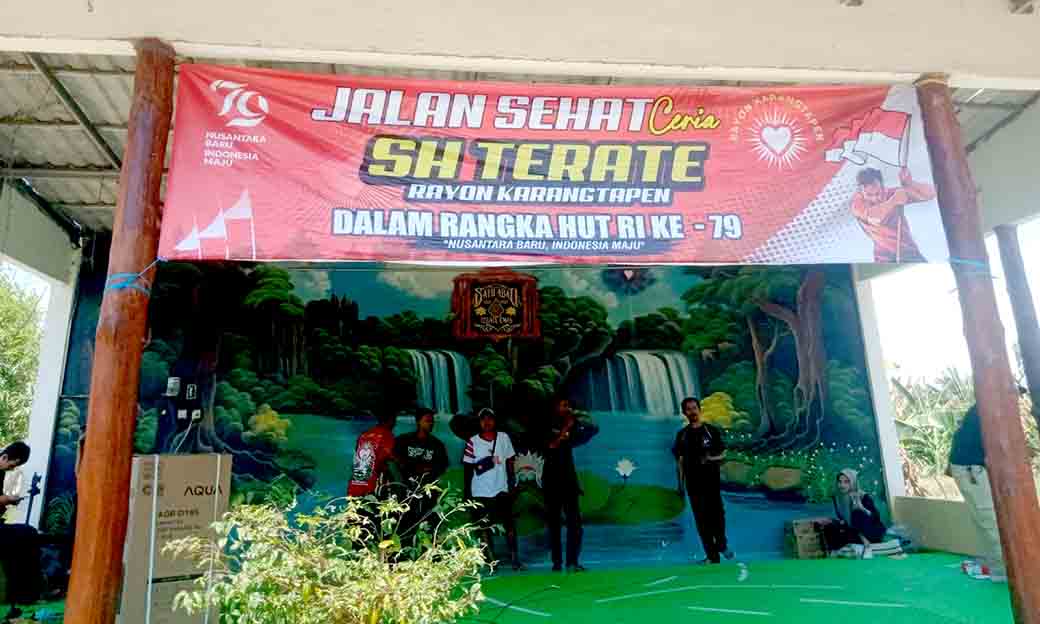 79
NUSANTARA
BARU
INDONESIA
MAJU
JALAN SEHAT Ceria
SH TERATE
RAYON KARANGTAPEN
DALAM RANGKA HUT RI KE - 79
"NUSANTARA BARU, INDONESIA MAJU"
RAYON KARANGTAPEN
AQUA